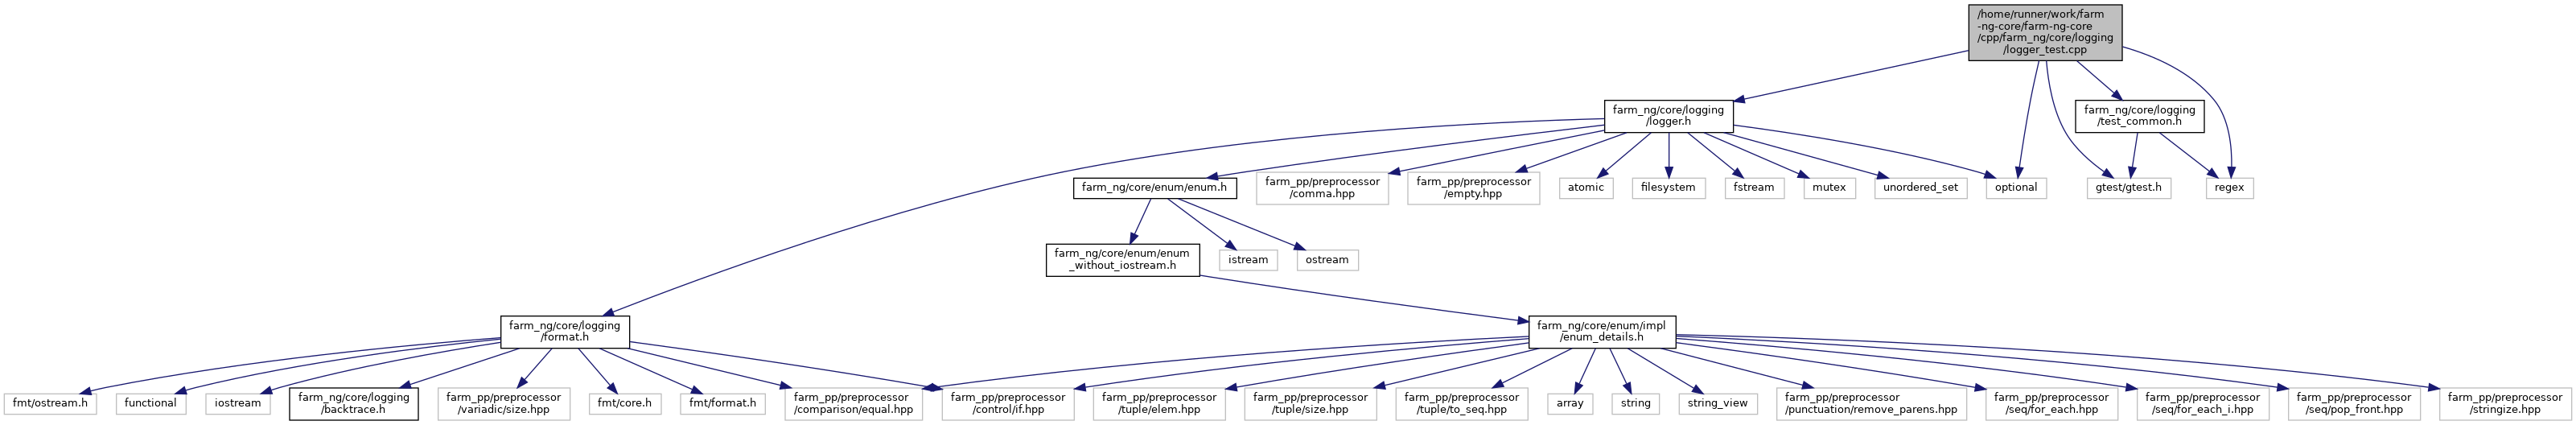 /home/runner/work/farm
-ng-core/farm-ng-core
/cpp/farm_ng/core/logging
/logger_test.cpp
farm_ng/core/logging
/logger.h
farm_ng/core/logging
/test_common.h
farm_ng/core/enum/enum.h
farm_pp/preprocessor
/comma.hpp
farm_pp/preprocessor
/empty.hpp
atomic
filesystem
fstream
mutex
unordered_set
optional
gtest/gtest.h
regex
farm_ng/core/enum/enum
_without_iostream.h
istream
ostream
farm_ng/core/logging
/format.h
farm_ng/core/enum/impl
/enum_details.h
fmt/ostream.h
functional
iostream
farm_ng/core/logging
/backtrace.h
farm_pp/preprocessor
/variadic/size.hpp
fmt/core.h
fmt/format.h
farm_pp/preprocessor
/comparison/equal.hpp
farm_pp/preprocessor
/control/if.hpp
farm_pp/preprocessor
/tuple/elem.hpp
farm_pp/preprocessor
/tuple/size.hpp
farm_pp/preprocessor
/tuple/to_seq.hpp
array
string
string_view
farm_pp/preprocessor
/punctuation/remove_parens.hpp
farm_pp/preprocessor
/seq/for_each.hpp
farm_pp/preprocessor
/seq/for_each_i.hpp
farm_pp/preprocessor
/seq/pop_front.hpp
farm_pp/preprocessor
/stringize.hpp